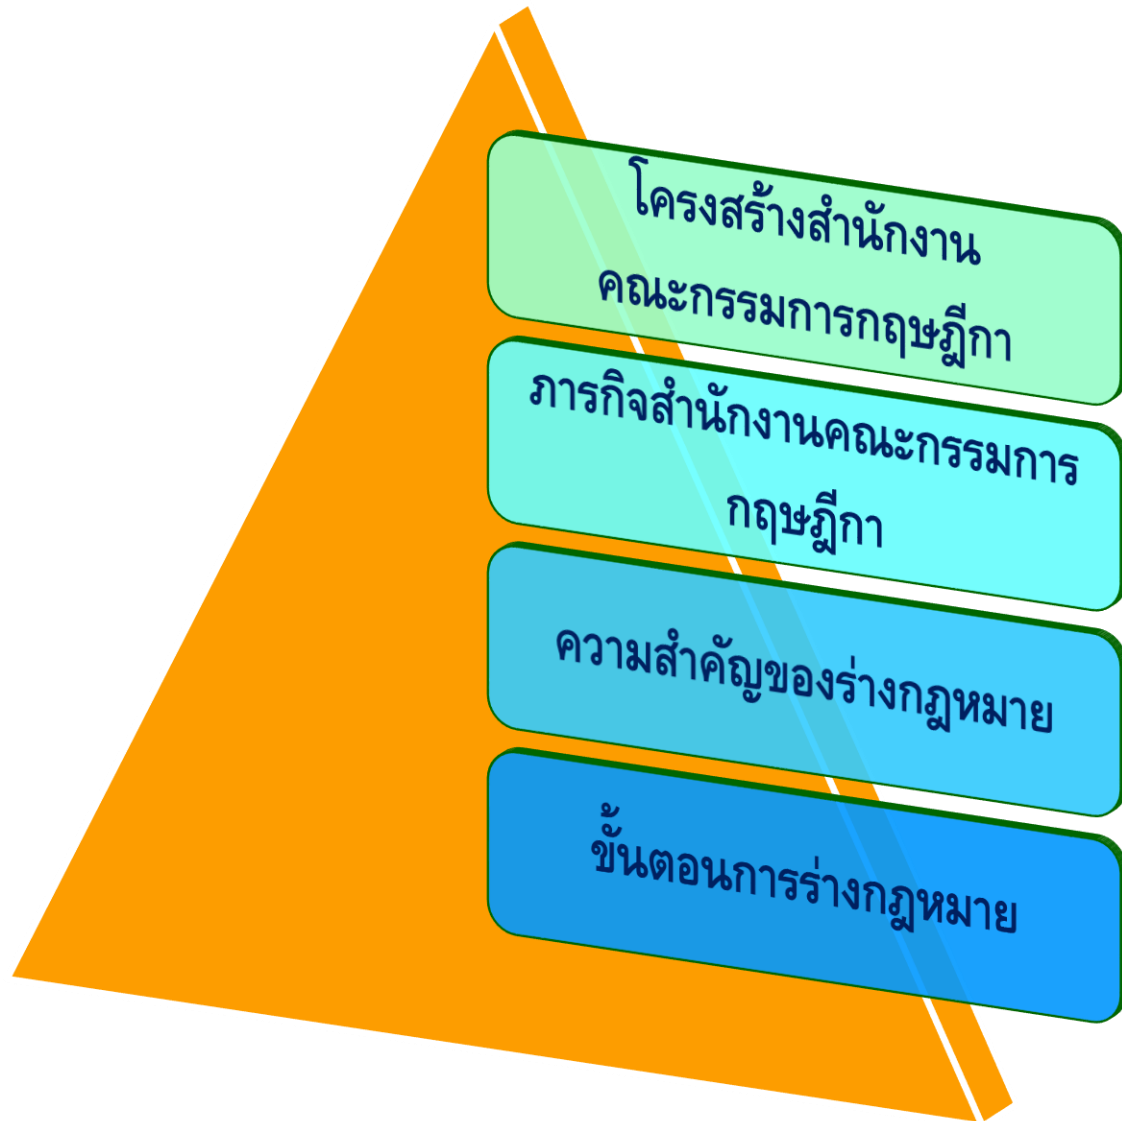 โครงสร้างสำนักงาน
คณะกรรมการกฤษฎีกา
ภารกิจสำนักงานคณะกรรมการ
กฤษฎีกา
ความสำคัญของร่างกฎหมาย
ขั้นตอนการร่างกฎหมาย